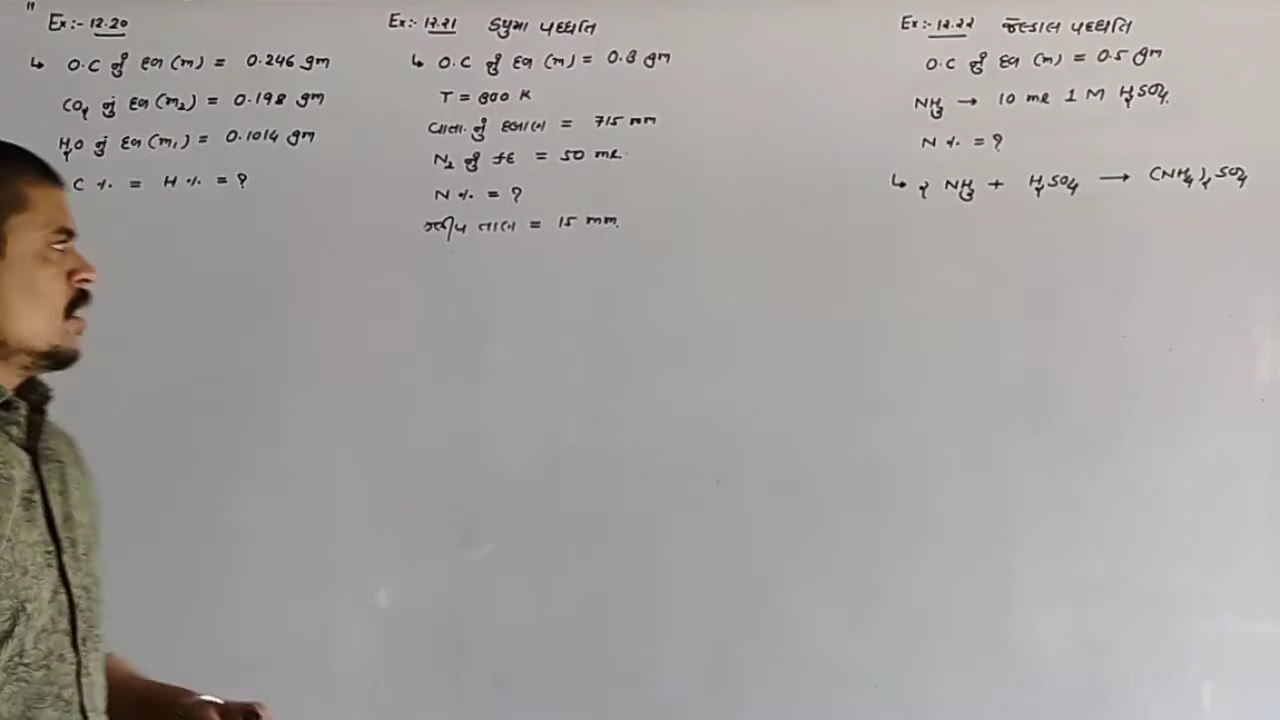 Ex:- 12.20
↳ O.C નું દળ (m) = 0.246 gm
CO₂ નું દળ (m₂) = 0.198 gm
H₂O નું દળ (m₁) = 0.1014 gm
C % = H % = ?
Ex:- 12.21 ડયુમા પદ્ધતિ
↳ O.C નું દળ (m) = 0.3 gm
T = 300 K
વાતા. નું દબાણ = 715 mm
N₂ નું કદ = 50 ml
N % = ?
= 15 mm.
Ex:- 12.22 જેલ્ડાલ પદ્ધતિ
O.C નું દળ (m) = 0.5 gm
NH₃ → 10 ml 1 M H₂SO₄.
N % = ?
↳ 2 NH₃ + H₂SO₄ → (NH₄)₂SO₄